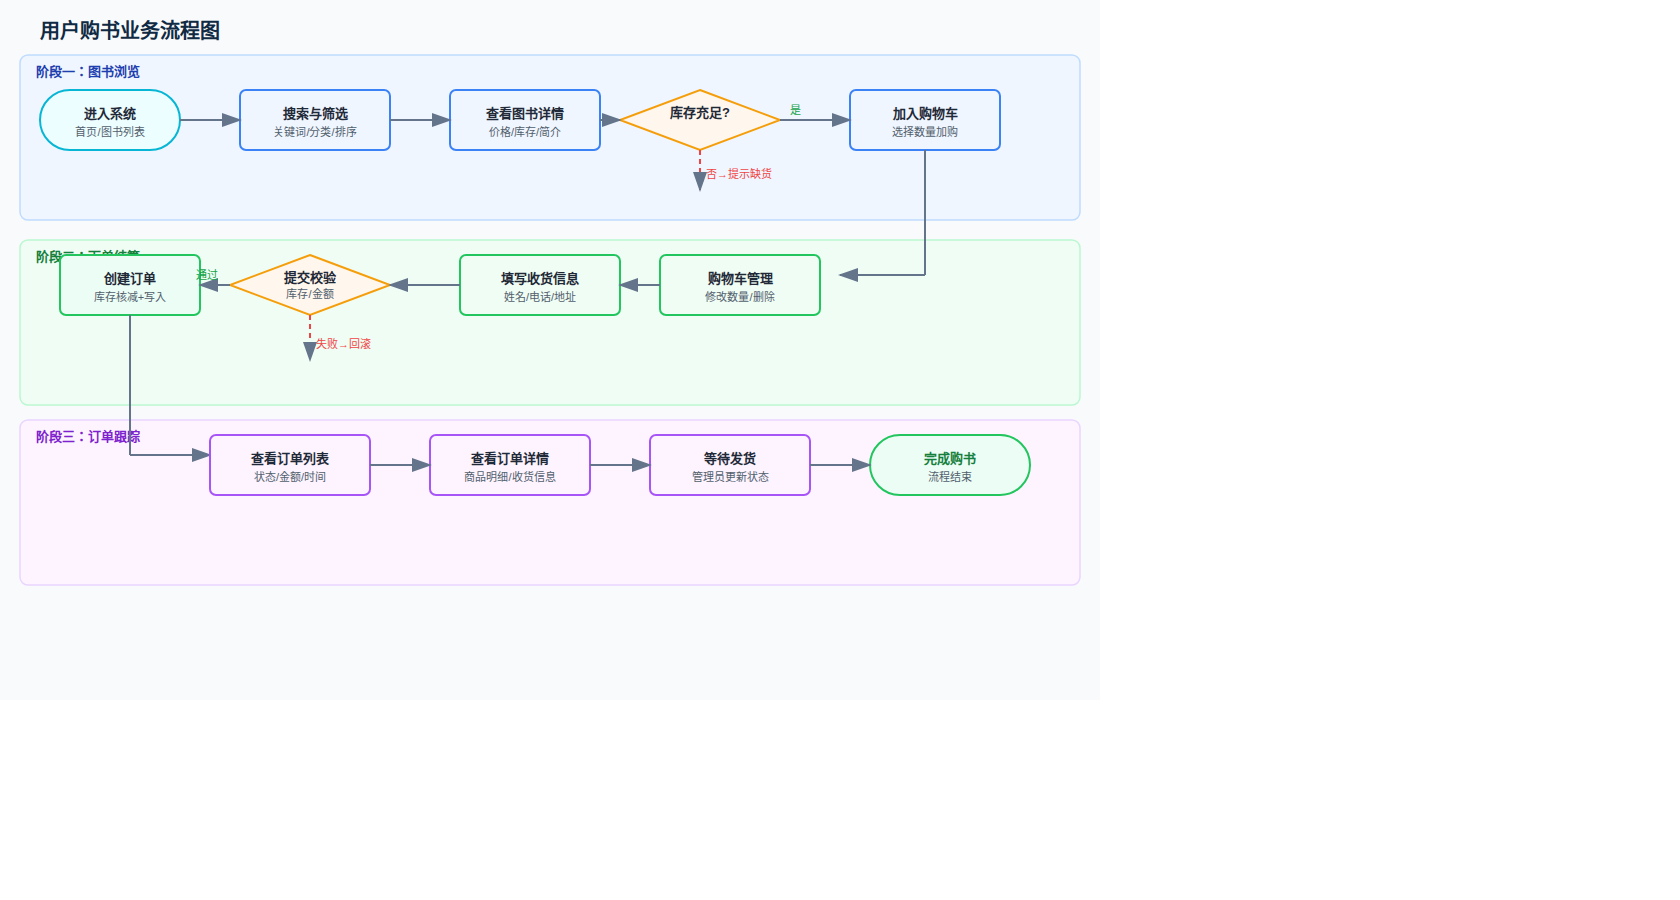 用户购书业务流程图
阶段一：图书浏览
进入系统
首页/图书列表
搜索与筛选
关键词/分类/排序
查看图书详情
价格/库存/简介
库存充足?
是
否→提示缺货
加入购物车
选择数量加购
阶段二：下单结算
创建订单
库存核减+写入
通过
提交校验
库存/金额
失败→回滚
填写收货信息
姓名/电话/地址
购物车管理
修改数量/删除
阶段三：订单跟踪
查看订单列表
状态/金额/时间
查看订单详情
商品明细/收货信息
等待发货
管理员更新状态
完成购书
流程结束